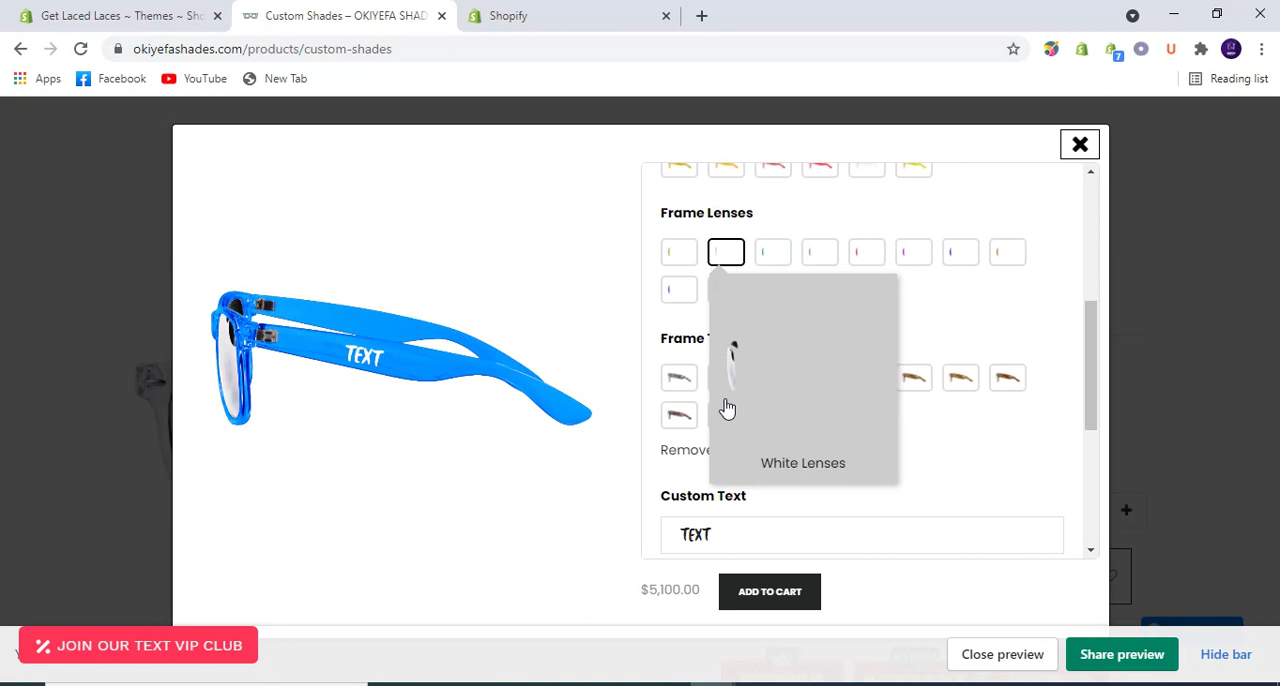 Get Laced Laces ~ Themes ~ Sho
Custom Shades – OKIYEFA SHAD
Shopify
okiyefashades.com/products/custom-shades
7
Apps
Facebook
YouTube
New Tab
Reading list
Frame Lenses
Frame T
White Lenses
Remove
Custom Text
TEXT
TEXT
$5,100.00
ADD TO CART
JOIN OUR TEXT VIP CLUB
Close preview
Share preview
Hide bar